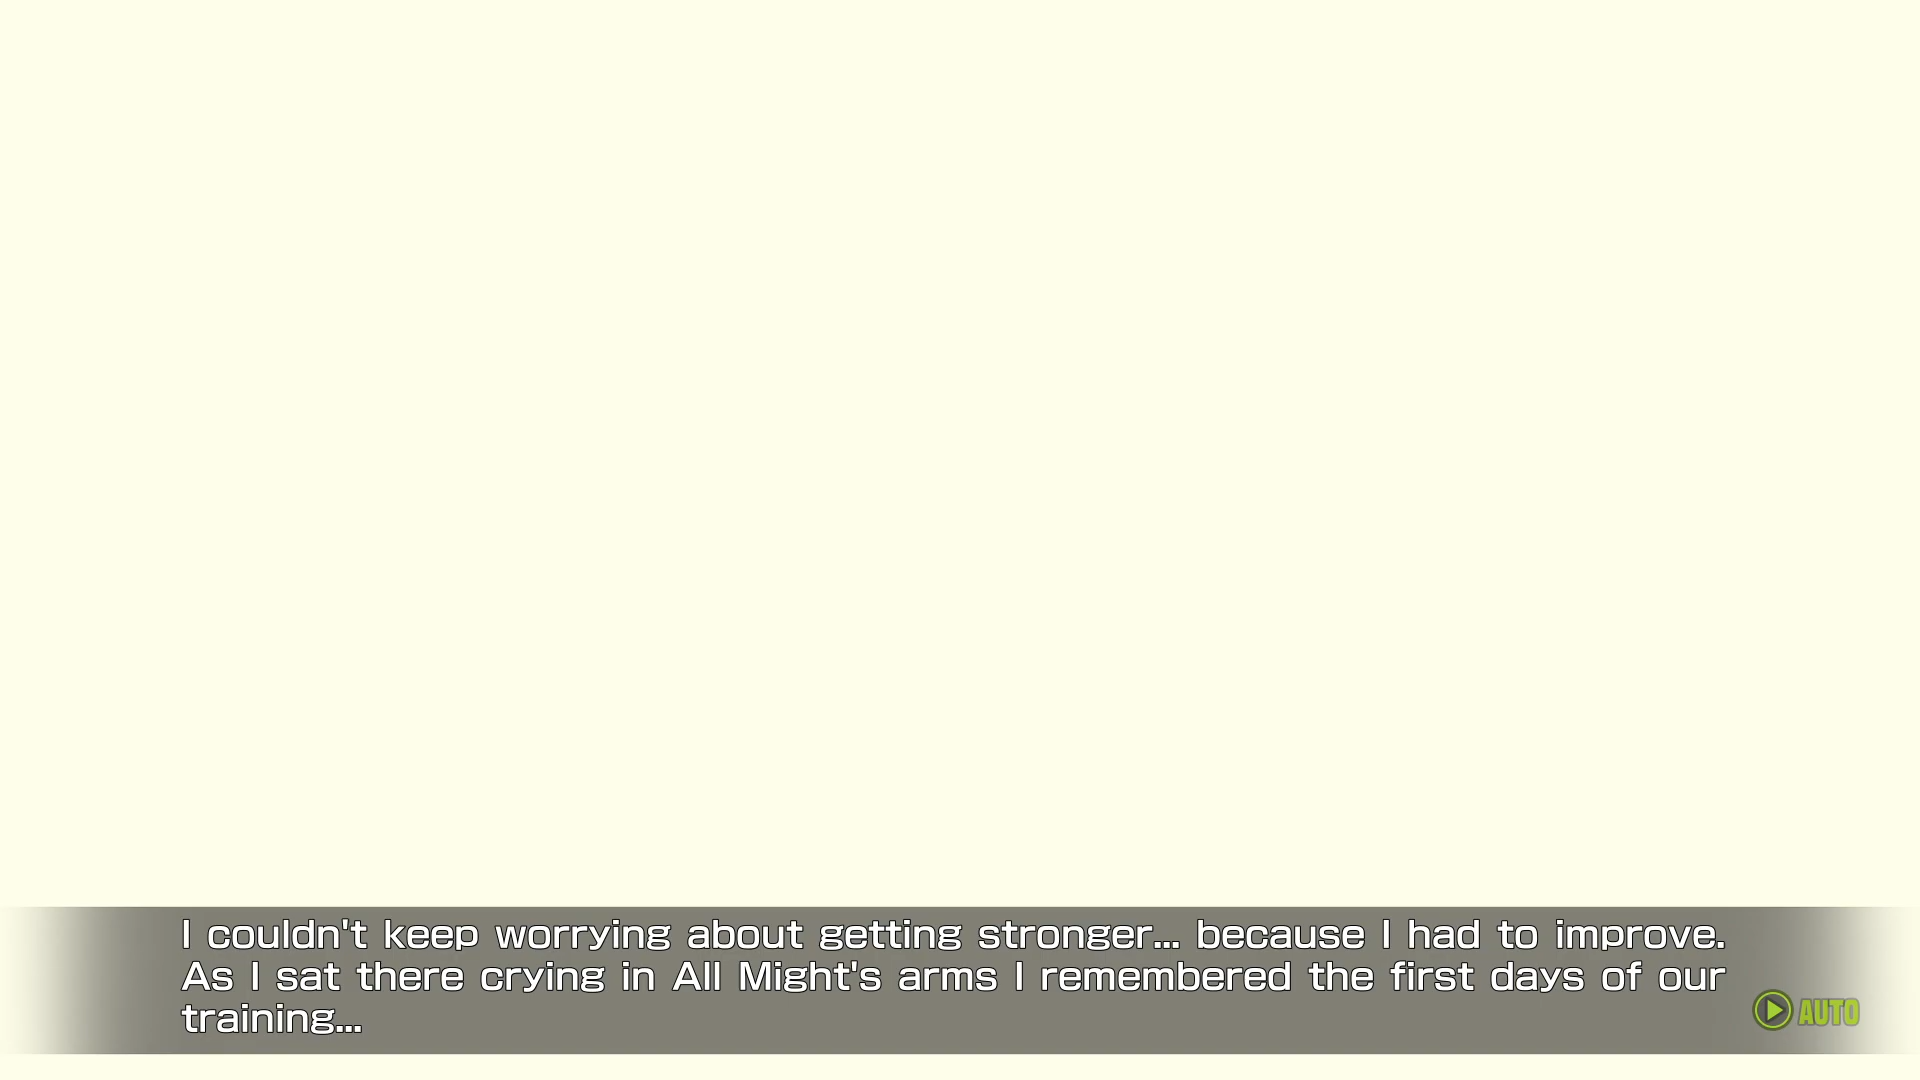 I couldn't keep worrying about getting stronger... because I had to improve.
As I sat there crying in All Might's arms I remembered the first days of our
training...
AUTO